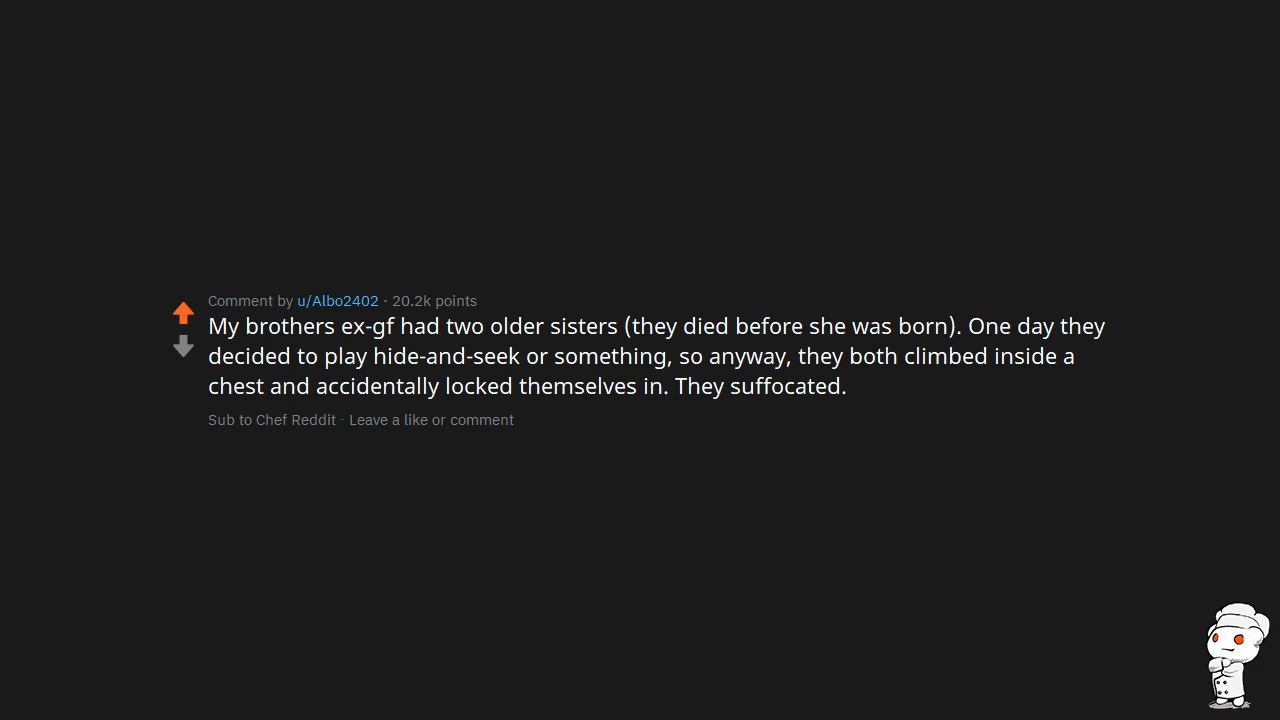 Comment by u/Albo2402 · 20.2k points
My brothers ex-gf had two older sisters (they died before she was born). One day they
decided to play hide-and-seek or something, so anyway, they both climbed inside a
chest and accidentally locked themselves in. They suffocated.
Sub to Chef Reddit · Leave a like or comment